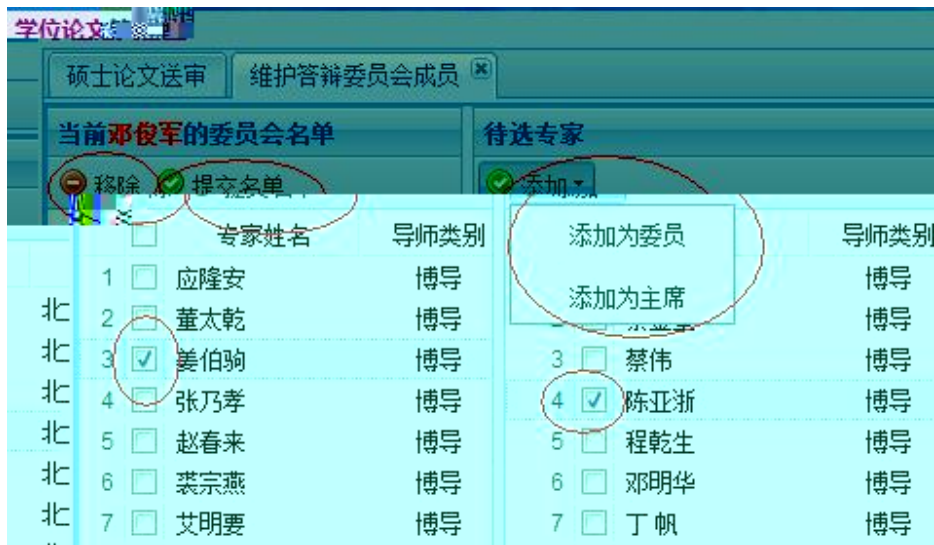 学位论文
硕士论文送审 维护答辩委员会成员
当前邓俊军的委员会名单 待选专家
移除 提交名单 添加
专家姓名 导师类别 添加为委员 导师类别
1 应隆安 博导 添加为主席 博导
北 2 董太乾 博导 博导
北 3 姜伯驹 博导 3 蔡伟 博导
北 4 张乃孝 博导 4 陈亚浙 博导
北 5 赵春来 博导 5 程乾生 博导
北 6 裘宗燕 博导 6 邓明华 博导
北 7 艾明要 博导 7 丁帆 博导